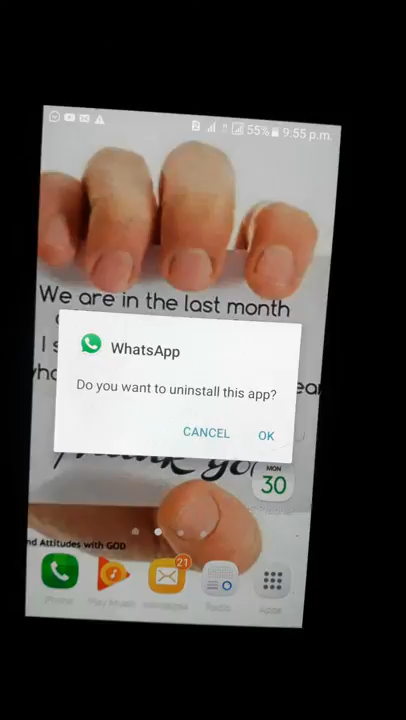 55% 9:55 p.m.
We are in the last month
I s
WhatsApp
Do you want to uninstall this app?
CANCEL OK
MON
30
nd Attitudes with GOD
21
Phone Play Music Messages Radio Apps